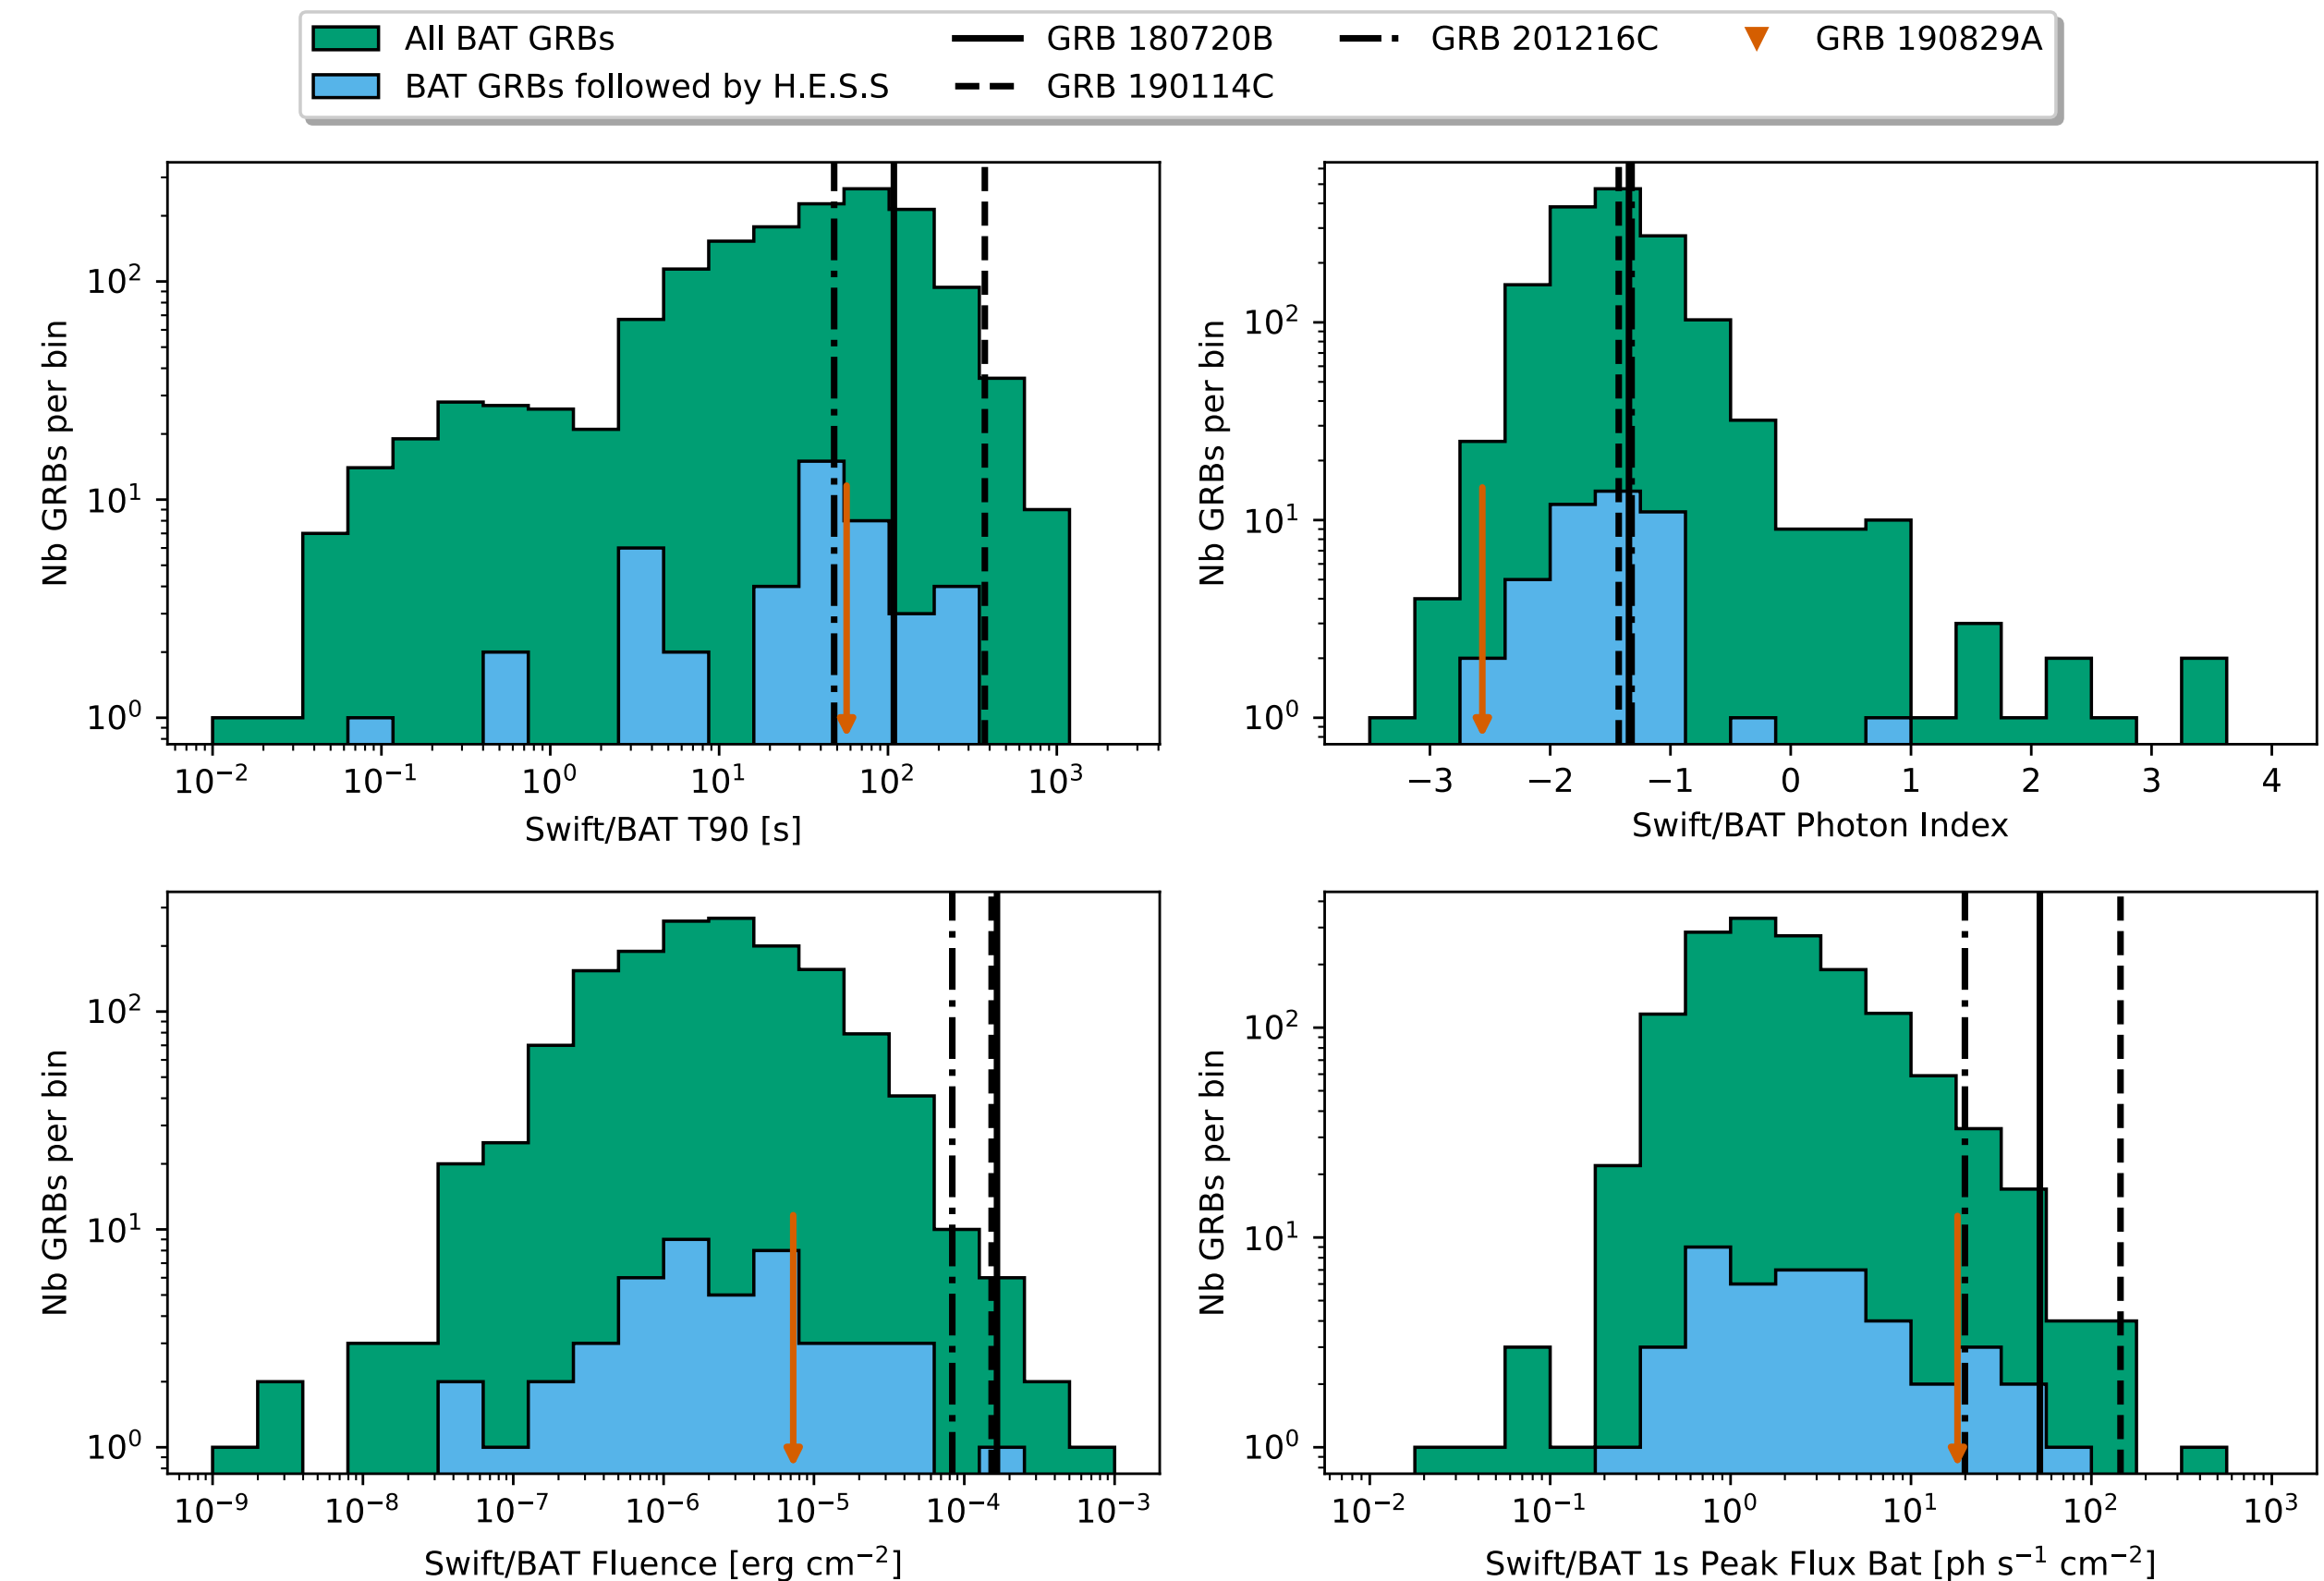 All BAT GRBs
BAT GRBs followed by H.E.S.S
GRB 180720B
GRB 190114C
GRB 201216C
GRB 190829A
Nb GRBs per bin
10²
10¹
10⁰
10⁻² 10⁻¹ 10⁰ 10¹ 10² 10³
Swift/BAT T90 [s]
Nb GRBs per bin
10²
10¹
10⁰
−3 −2 −1 0 1 2 3 4
Swift/BAT Photon Index
Nb GRBs per bin
10²
10¹
10⁰
10⁻⁹ 10⁻⁸ 10⁻⁷ 10⁻⁶ 10⁻⁵ 10⁻⁴ 10⁻³
Swift/BAT Fluence [erg cm⁻²]
Nb GRBs per bin
10²
10¹
10⁰
10⁻² 10⁻¹ 10⁰ 10¹ 10² 10³
Swift/BAT 1s Peak Flux Bat [ph s⁻¹ cm⁻²]